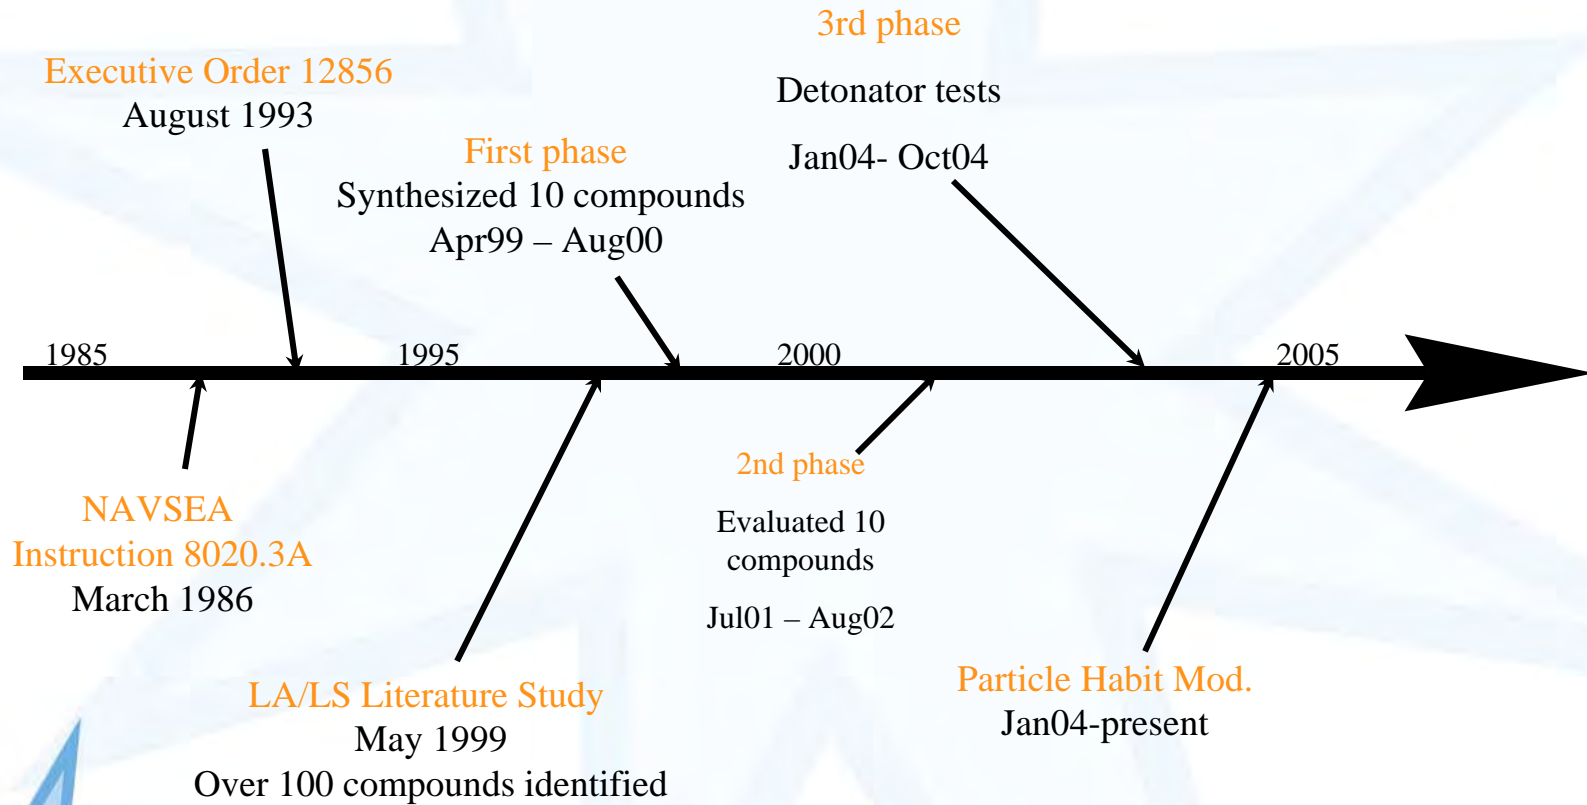 3rd phase
Detonator tests
Jan04- Oct04
Executive Order 12856
August 1993
First phase
Synthesized 10 compounds
Apr99 – Aug00
1985
1995
2000
2005
NAVSEA
Instruction 8020.3A
March 1986
LA/LS Literature Study
May 1999
Over 100 compounds identified
2nd phase
Evaluated 10
compounds
Jul01 – Aug02
Particle Habit Mod.
Jan04-present